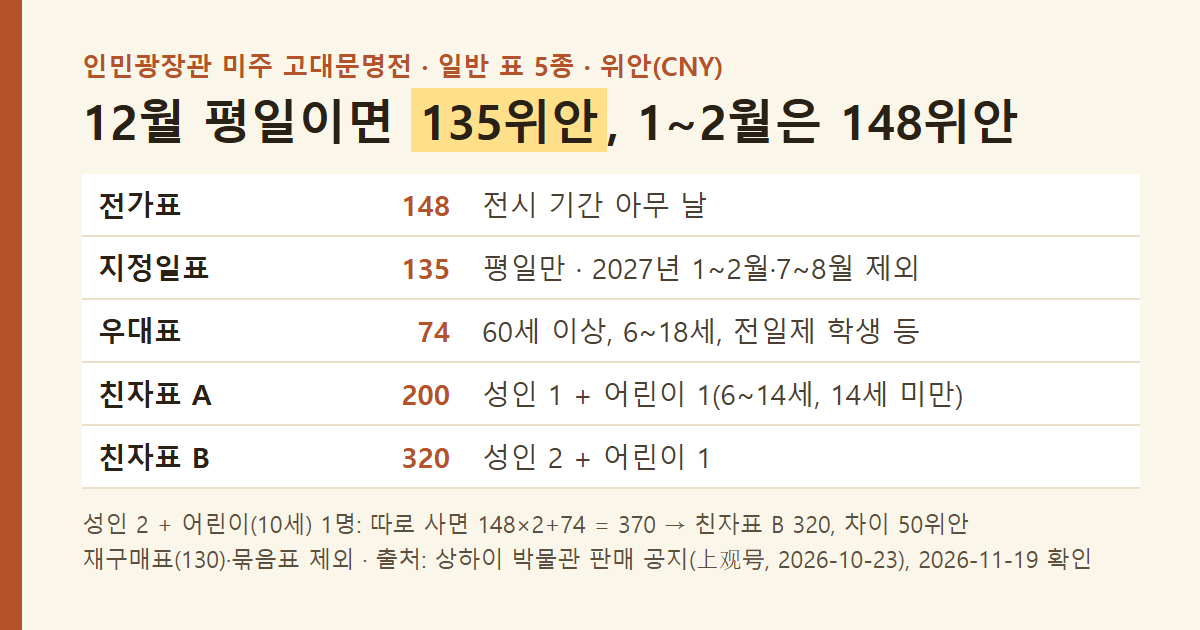 인민광장관 미주 고대문명전 · 일반 표 5종 · 위안(CNY)
12월 평일이면 135위안, 1~2월은 148위안
전가표 148 전시 기간 아무 날
지정일표 135 평일만 · 2027년 1~2월·7~8월 제외
우대표 74 60세 이상, 6~18세, 전일제 학생 등
친자표 A 200 성인 1 + 어린이 1(6~14세, 14세 미만)
친자표 B 320 성인 2 + 어린이 1
성인 2 + 어린이(10세) 1명: 따로 사면 148×2+74 = 370 → 친자표 B 320, 차이 50위안
재구매표(130)·묶음표 제외 · 출처: 상하이 박물관 판매 공지(上观号, 2026-10-23), 2026-11-19 확인